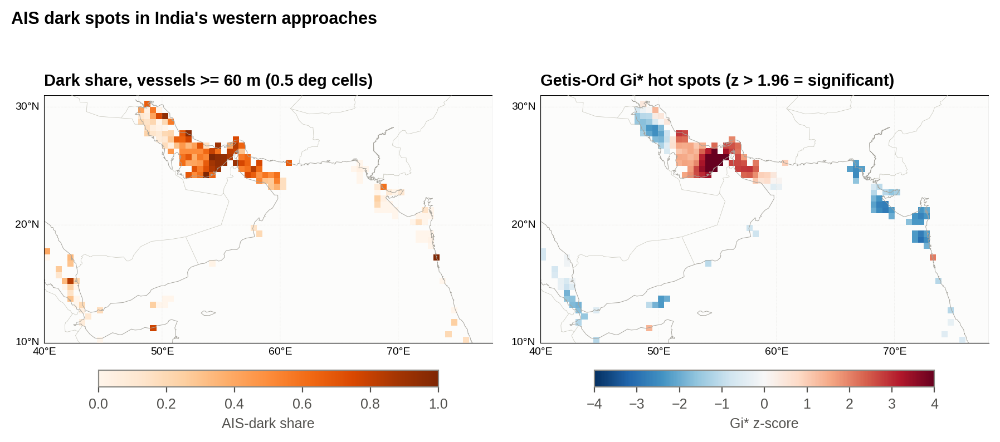 AIS dark spots in India's western approaches
Dark share, vessels >= 60 m (0.5 deg cells)
30°N
20°N
10°N
40°E 50°E 60°E 70°E
0.0 0.2 0.4 0.6 0.8 1.0
AIS-dark share
Getis-Ord Gi* hot spots (z > 1.96 = significant)
30°N
20°N
10°N
40°E 50°E 60°E 70°E
−4 −3 −2 −1 0 1 2 3 4
Gi* z-score